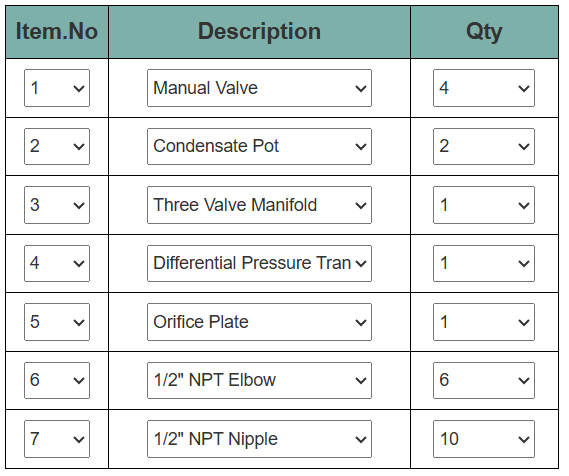 Item.No Description Qty
1 Manual Valve 4
2 Condensate Pot 2
3 Three Valve Manifold 1
4 Differential Pressure Tran 1
5 Orifice Plate 1
6 1/2" NPT Elbow 6
7 1/2" NPT Nipple 10